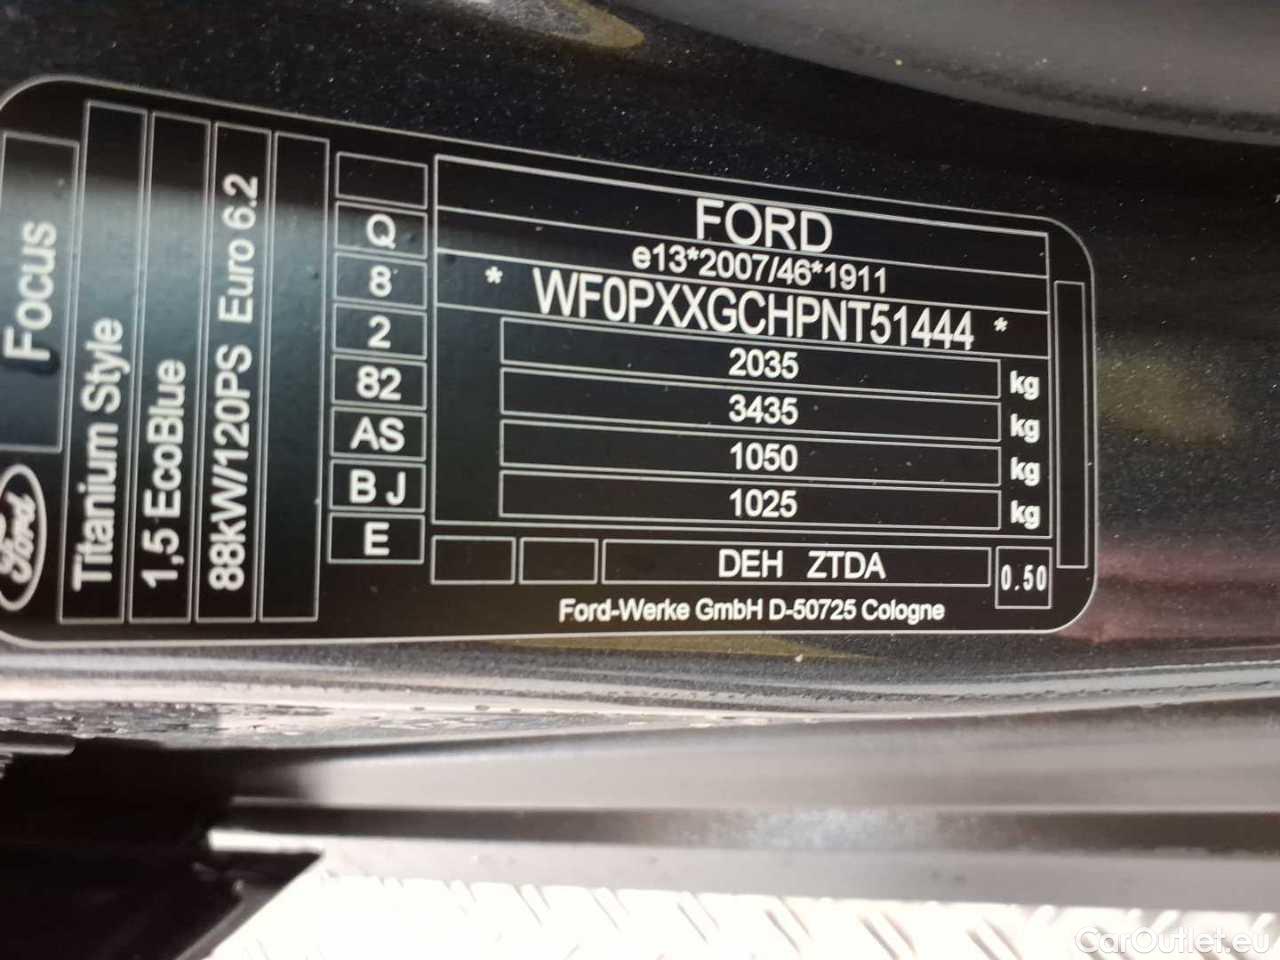 Ford
Focus
Titanium Style
1,5 EcoBlue
88kW/120PS Euro 6.2
Q
8
2
82
AS
B J
E
FORD
e13*2007/46*1911
* WF0PXXGCHPNT51444 *
2035 kg
3435 kg
1050 kg
1025 kg
DEH ZTDA
0.50
Ford-Werke GmbH D-50725 Cologne
CarOutlet.eu